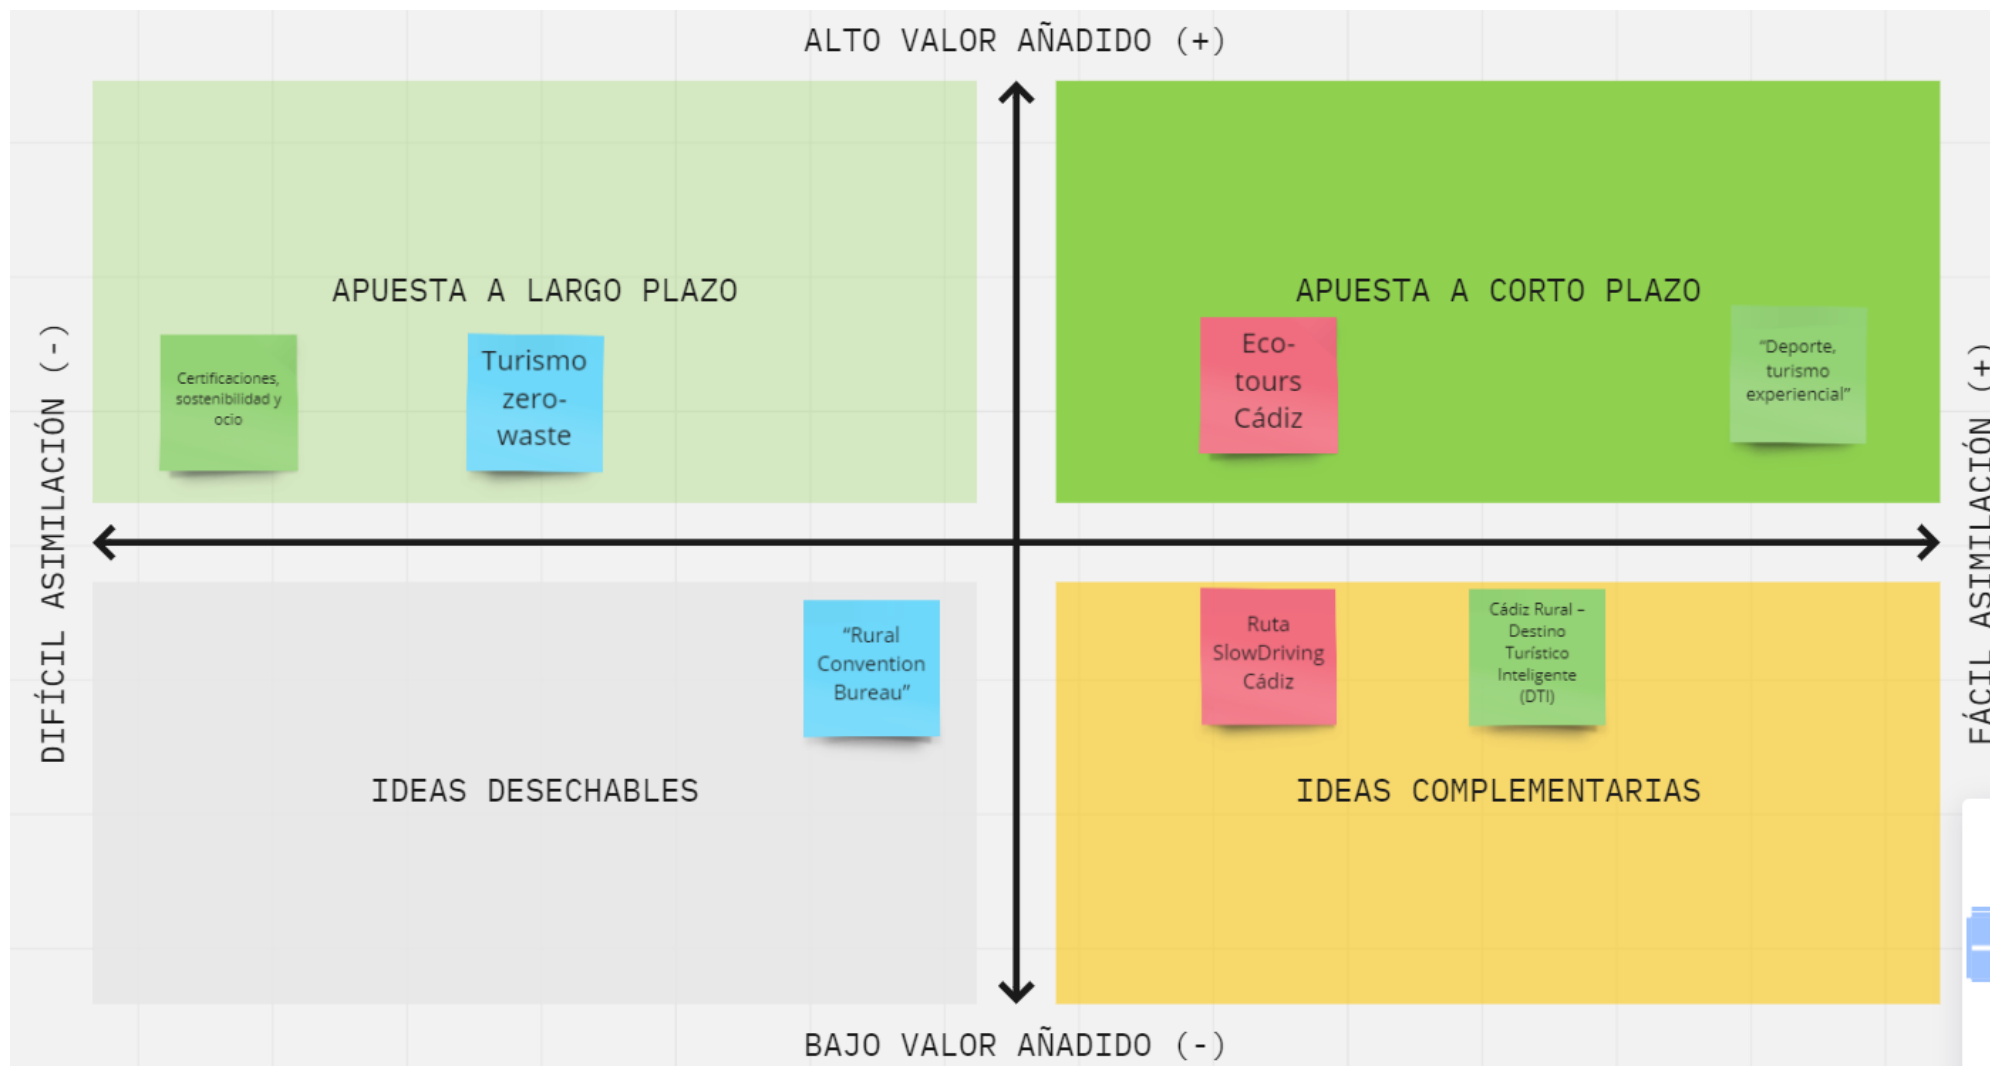 ALTO VALOR AÑADIDO (+)
APUESTA A LARGO PLAZO
Certificaciones,
sostenibilidad y
ocio
Turismo
zero-
waste
APUESTA A CORTO PLAZO
Eco-
tours
Cádiz
“Deporte,
turismo
experiencial”
DIFÍCIL ASIMILACIÓN (-)
FÁCIL ASIMILACIÓN (+)
“Rural
Convention
Bureau”
IDEAS DESECHABLES
Ruta
SlowDriving
Cádiz
Cádiz Rural –
Destino
Turístico
Inteligente
(DTI)
IDEAS COMPLEMENTARIAS
BAJO VALOR AÑADIDO (-)